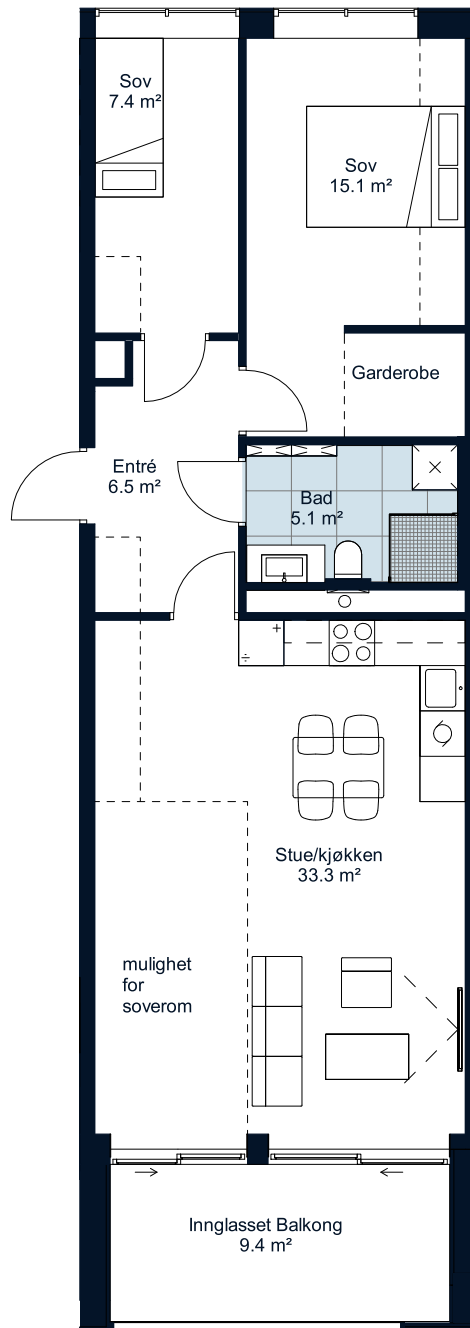 Sov
7.4 m²
Sov
15.1 m²
Garderobe
Entré
6.5 m²
Bad
5.1 m²
Stue/kjøkken
33.3 m²
mulighet
for
soverom
Innglasset Balkong
9.4 m²